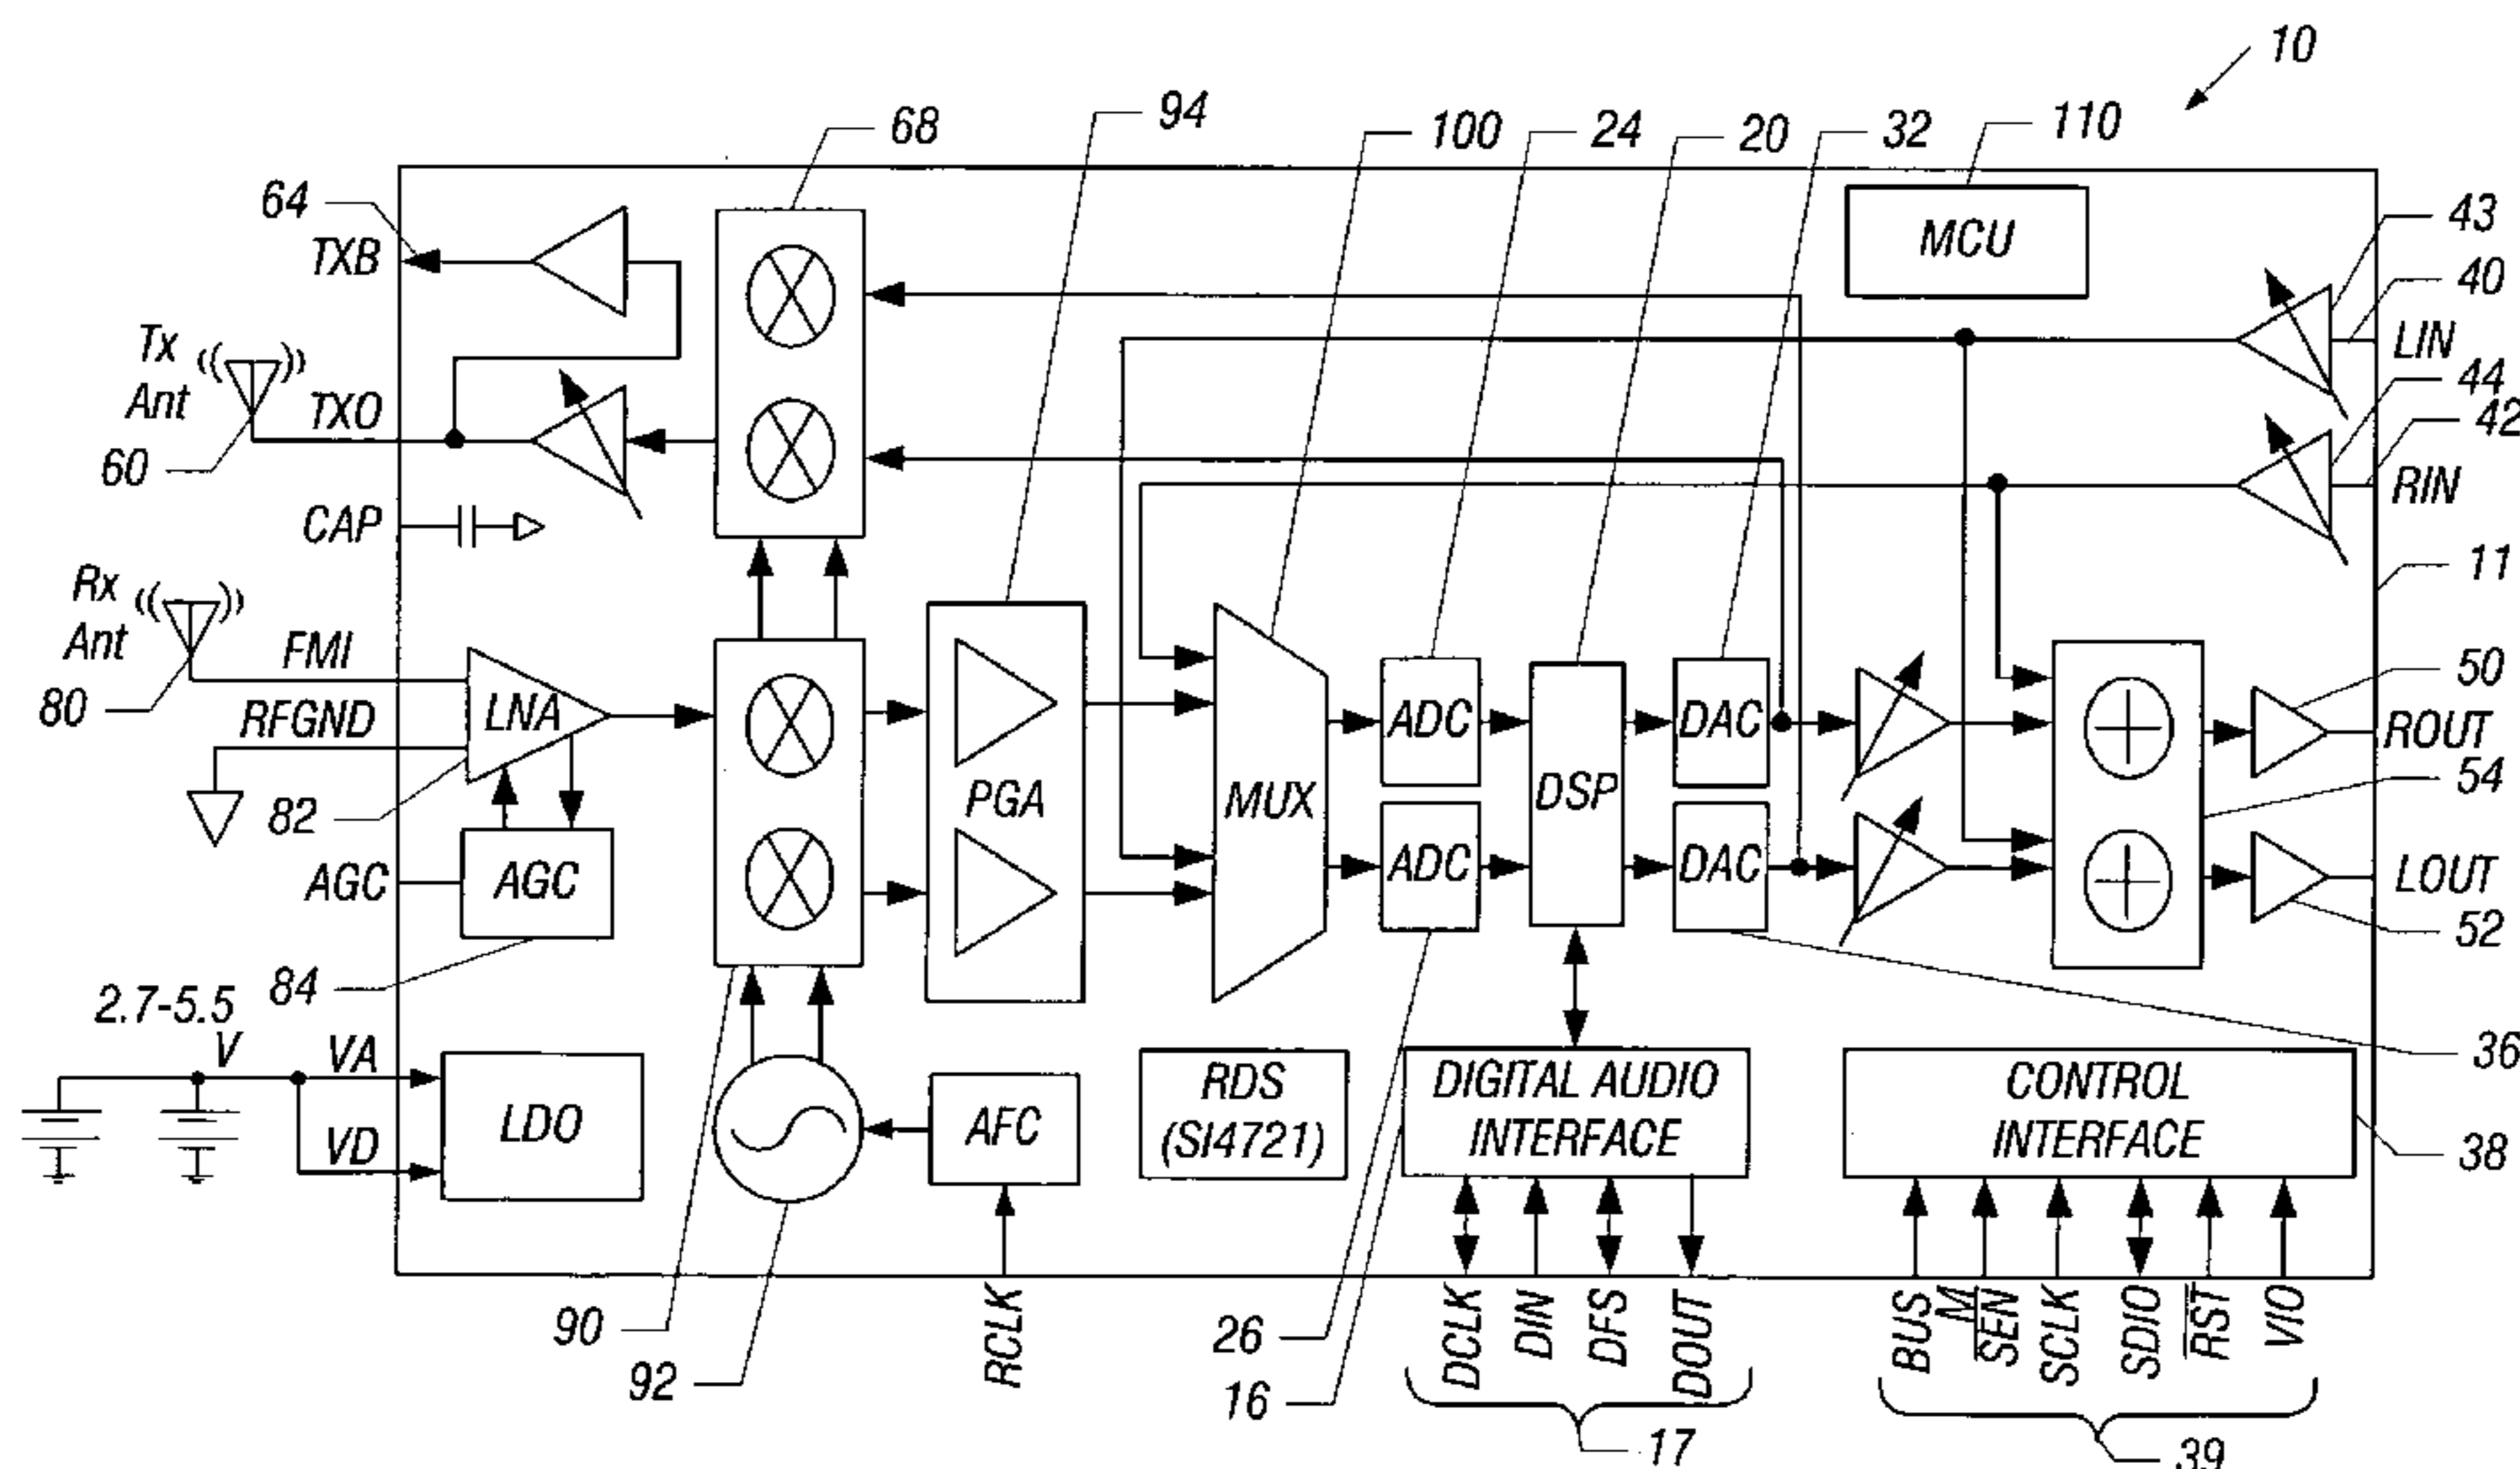 10
94
68
100
24
20
32
110
64
TXB
MCU
43
40
LIN
Tx
Ant
TXO
60
44
42
RIN
CAP
11
Rx
Ant
FMI
80
RFGND
LNA
82
PGA
MUX
ADC
DSP
DAC
50
ROUT
54
AGC
AGC
ADC
DAC
LOUT
52
84
2.7-5.5
V
VA
VD
LDO
AFC
RDS
(SI4721)
DIGITAL AUDIO
INTERFACE
CONTROL
INTERFACE
36
38
90
92
RCLK
26
16
DCLK
DIN
DFS
DOUT
17
BUS
M
SEN
SCLK
SDIO
RST
VIO
39